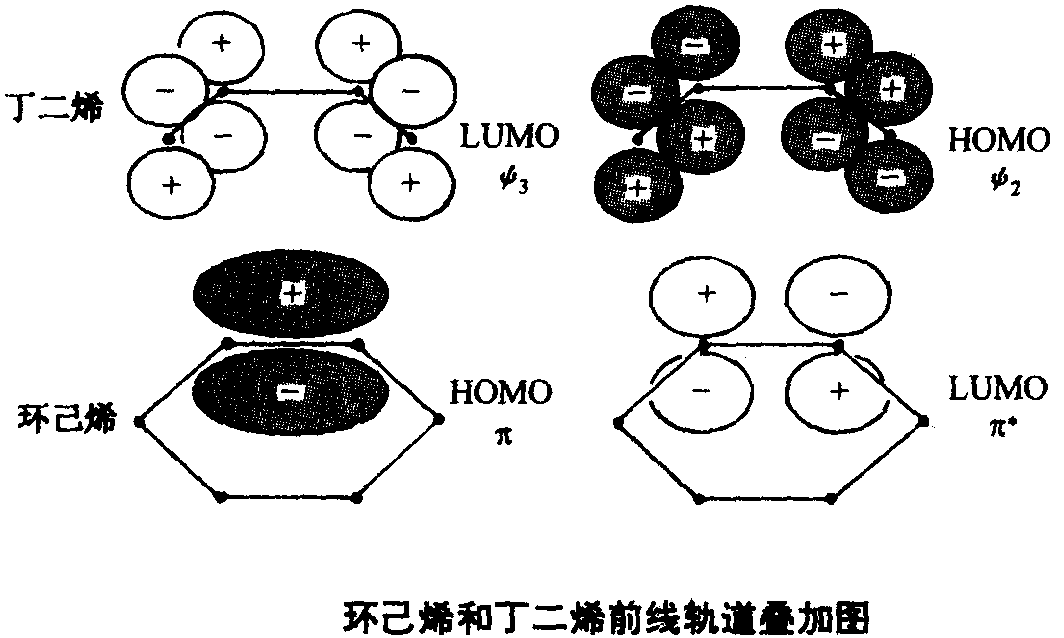 + + - +
- - - +
丁二烯
- - + -
LUMO HOMO
+ + + -
ψ₃ ψ₂
+ + -
- - +
环己烯
HOMO LUMO
π π*
环己烯和丁二烯前线轨道叠加图